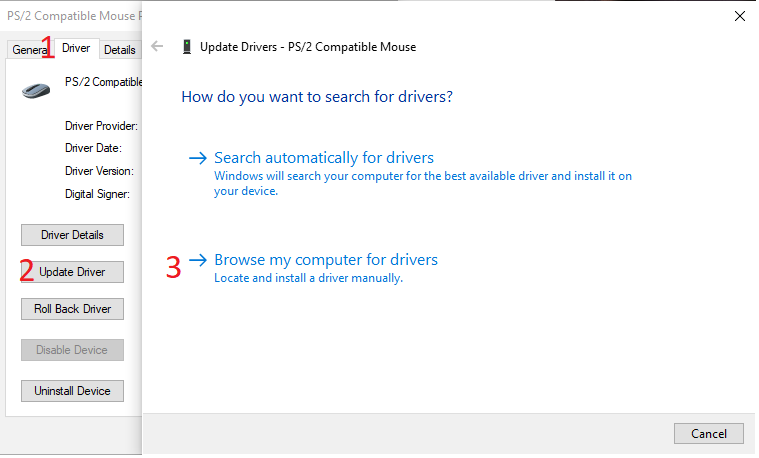 PS/2 Compatible Mouse P
Update Drivers - PS/2 Compatible Mouse
General
1
Driver
Details
PS/2 Compatible
Driver Provider:
Driver Date:
Driver Version:
Digital Signer:
Driver Details
2
Update Driver
Roll Back Driver
Disable Device
Uninstall Device
How do you want to search for drivers?
Search automatically for drivers
Windows will search your computer for the best available driver and install it on
your device.
3
Browse my computer for drivers
Locate and install a driver manually.
Cancel